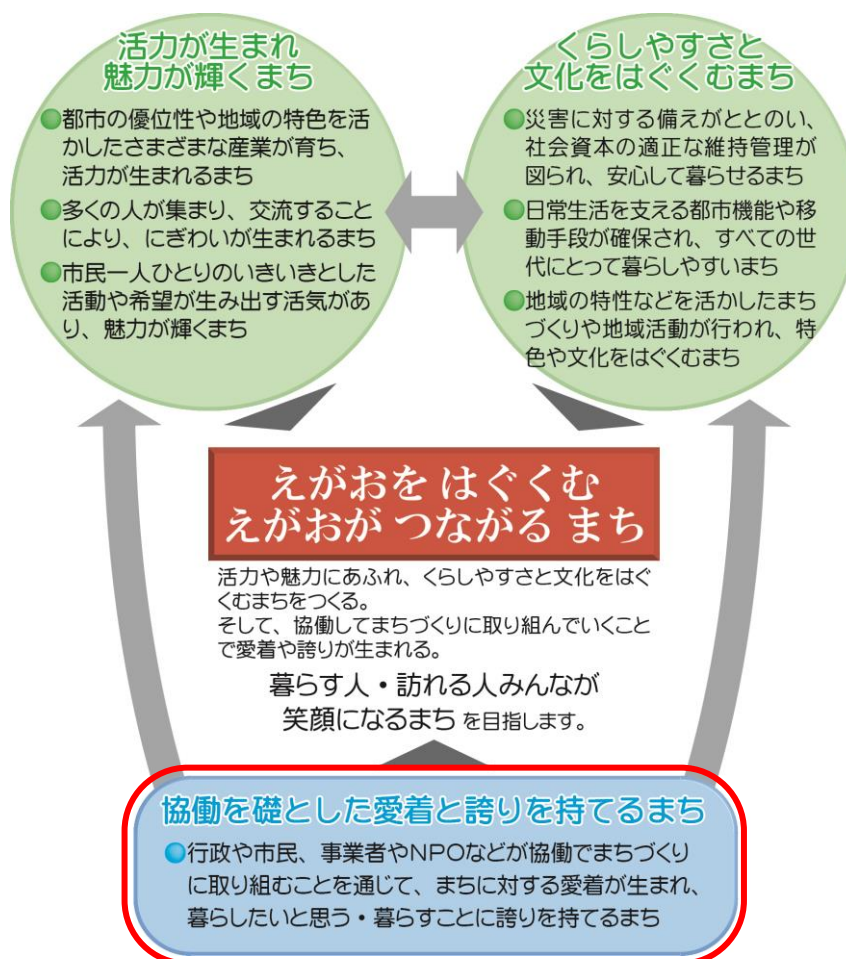 活力が生まれ
魅力が輝くまち
●都市の優位性や地域の特色を活
かしたさまざまな産業が育ち、
活力が生まれるまち
●多くの人が集まり、交流すること
により、にぎわいが生まれるまち
●市民一人ひとりのいきいきとした
活動や希望が生み出す活気があ
り、魅力が輝くまち
くらしやすさと
文化をはぐくむまち
●災害に対する備えがととのい、
社会資本の適正な維持管理が
図られ、安心して暮らせるまち
●日常生活を支える都市機能や移
動手段が確保され、すべての世
代にとって暮らしやすいまち
●地域の特性などを活かしたまち
づくりや地域活動が行われ、特
色や文化をはぐくむまち
えがおを はぐくむ
えがおが つながる まち
活力や魅力にあふれ、くらしやすさと文化をはぐ
くむまちをつくる。
そして、協働してまちづくりに取り組んでいくこと
で愛着や誇りが生まれる。
暮らす人・訪れる人みんなが
笑顔になるまち を目指します。
協働を礎とした愛着と誇りを持てるまち
●行政や市民、事業者やNPOなどが協働でまちづくり
に取り組むことを通じて、まちに対する愛着が生まれ、
暮らしたいと思う・暮らすことに誇りを持てるまち